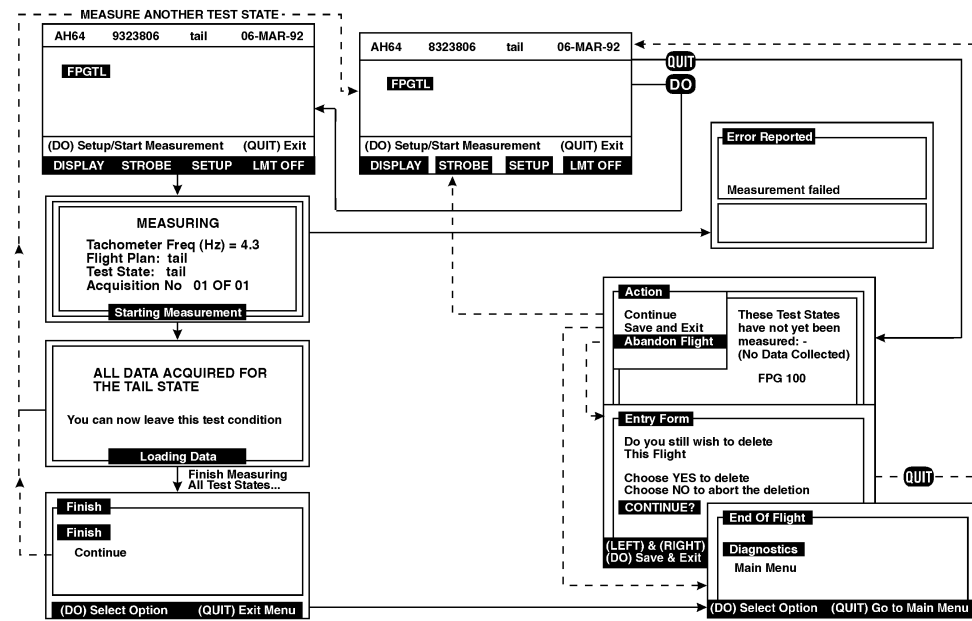 MEASURE ANOTHER TEST STATE
AH64 9323806 tail 06-MAR-92
FPGTL
(DO) Setup/Start Measurement (QUIT) Exit
DISPLAY STROBE SETUP LMT OFF
AH64 8323806 tail 06-MAR-92
FPGTL
(DO) Setup/Start Measurement (QUIT) Exit
DISPLAY STROBE SETUP LMT OFF
QUIT
DO
Error Reported
Measurement failed
MEASURING
Tachometer Freq (Hz) = 4.3
Flight Plan: tail
Test State: tail
Acquisition No 01 OF 01
Starting Measurement
ALL DATA ACQUIRED FOR
THE TAIL STATE
You can now leave this test condition
Loading Data
Finish Measuring
All Test States...
Finish
Finish
Continue
(DO) Select Option (QUIT) Exit Menu
Action
Continue
Save and Exit
Abandon Flight
These Test States
have not yet been
measured: -
(No Data Collected)
FPG 100
Entry Form
Do you still wish to delete
This Flight
Choose YES to delete
Choose NO to abort the deletion
CONTINUE?
(LEFT) & (RIGHT)
(DO) Save & Exit
QUIT
End Of Flight
Diagnostics
Main Menu
(DO) Select Option (QUIT) Go to Main Menu